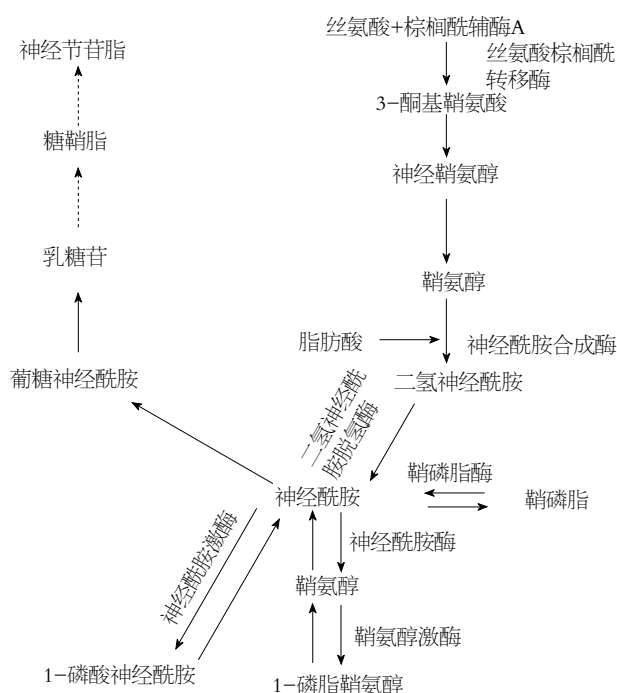 丝氨酸+棕榈酰辅酶A
丝氨酸棕榈酰
转移酶
3-酮基鞘氨酸
神经鞘氨醇
鞘氨醇
脂肪酸
神经酰胺合成酶
二氢神经酰胺
二氢神经酰
胺脱氢酶
神经节苷脂
糖鞘脂
乳糖苷
葡糖神经酰胺
神经酰胺
鞘磷脂酶
鞘磷脂
神经酰胺激酶
神经酰胺酶
鞘氨醇
鞘氨醇激酶
1-磷酸神经酰胺
1-磷脂鞘氨醇